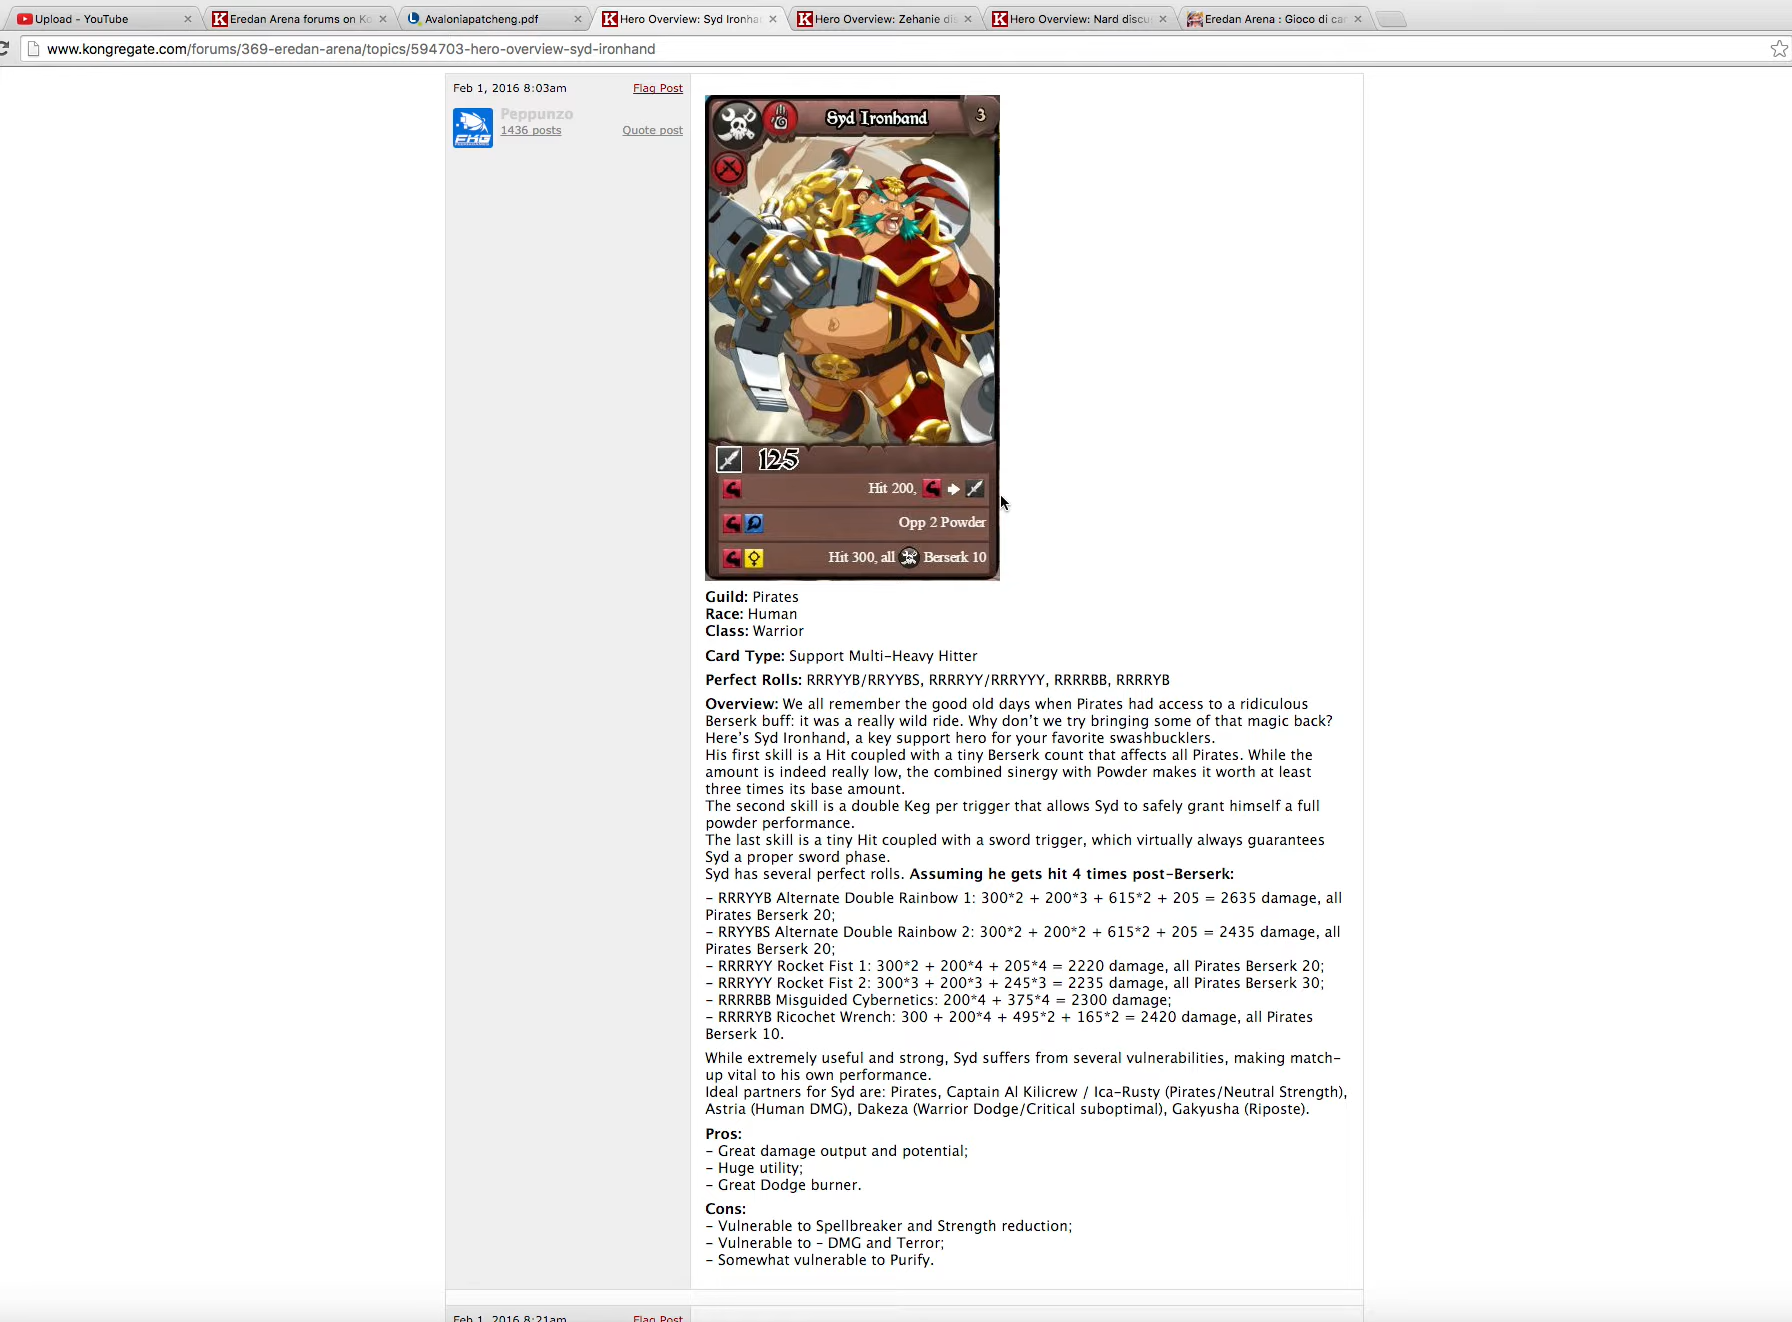 Upload - YouTube
Eredan Arena forums on Ko
Avaloniapatcheng.pdf
Hero Overview: Syd Ironha
Hero Overview: Zehanie dis
Hero Overview: Nard discu
Eredan Arena : Gioco di car
www.kongregate.com/forums/369-eredan-arena/topics/594703-hero-overview-syd-ironhand
Feb 1, 2016 8:03am
Flag Post
Peppunzo
1436 posts
Quote post
Syd Ironhand
3
125
Hit 200,
Opp 2 Powder
Hit 300, all Berserk 10
Guild: Pirates
Race: Human
Class: Warrior
Card Type: Support Multi-Heavy Hitter
Perfect Rolls: RRRYYB/RRYYBS, RRRRYY/RRRYYY, RRRRBB, RRRRYB
Overview: We all remember the good old days when Pirates had access to a ridiculous
Berserk buff: it was a really wild ride. Why don't we try bringing some of that magic back?
Here's Syd Ironhand, a key support hero for your favorite swashbucklers.
His first skill is a Hit coupled with a tiny Berserk count that affects all Pirates. While the
amount is indeed really low, the combined sinergy with Powder makes it worth at least
three times its base amount.
The second skill is a double Keg per trigger that allows Syd to safely grant himself a full
powder performance.
The last skill is a tiny Hit coupled with a sword trigger, which virtually always guarantees
Syd a proper sword phase.
Syd has several perfect rolls. Assuming he gets hit 4 times post-Berserk:
- RRRYYB Alternate Double Rainbow 1: 300*2 + 200*3 + 615*2 + 205 = 2635 damage, all
Pirates Berserk 20;
- RRYYBS Alternate Double Rainbow 2: 300*2 + 200*2 + 615*2 + 205 = 2435 damage, all
Pirates Berserk 20;
- RRRRYY Rocket Fist 1: 300*2 + 200*4 + 205*4 = 2220 damage, all Pirates Berserk 20;
- RRRYYY Rocket Fist 2: 300*3 + 200*3 + 245*3 = 2235 damage, all Pirates Berserk 30;
- RRRRBB Misguided Cybernetics: 200*4 + 375*4 = 2300 damage;
- RRRRYB Ricochet Wrench: 300 + 200*4 + 495*2 + 165*2 = 2420 damage, all Pirates
Berserk 10.
While extremely useful and strong, Syd suffers from several vulnerabilities, making match-
up vital to his own performance.
Ideal partners for Syd are: Pirates, Captain Al Kilicrew / Ica-Rusty (Pirates/Neutral Strength),
Astria (Human DMG), Dakeza (Warrior Dodge/Critical suboptimal), Gakyusha (Riposte).
Pros:
- Great damage output and potential;
- Huge utility;
- Great Dodge burner.
Cons:
- Vulnerable to Spellbreaker and Strength reduction;
- Vulnerable to - DMG and Terror;
- Somewhat vulnerable to Purify.
Feb 1, 2016 8:21am
Flag Post